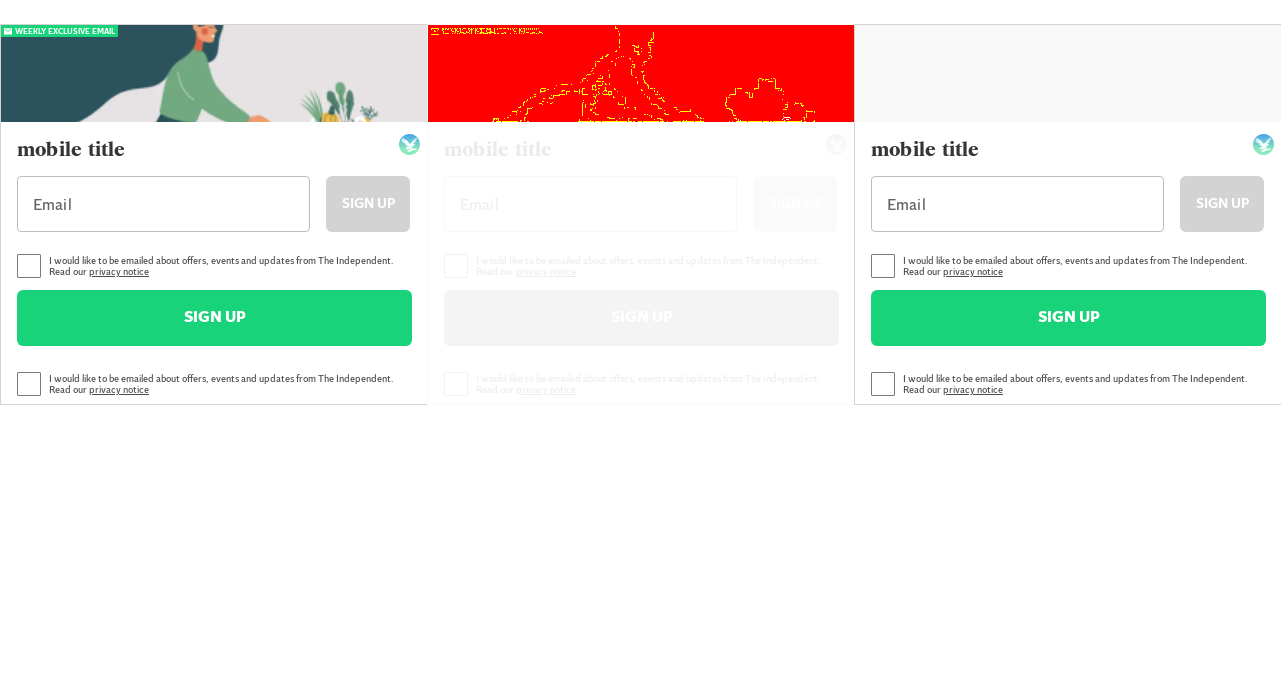 WEEKLY EXCLUSIVE EMAIL
mobile title
Email
SIGN UP
I would like to be emailed about offers, events and updates from The Independent.
Read our privacy notice
SIGN UP
I would like to be emailed about offers, events and updates from The Independent.
Read our privacy notice
mobile title
Email
SIGN UP
I would like to be emailed about offers, events and updates from The Independent.
Read our privacy notice
SIGN UP
I would like to be emailed about offers, events and updates from The Independent.
Read our privacy notice
mobile title
Email
SIGN UP
I would like to be emailed about offers, events and updates from The Independent.
Read our privacy notice
SIGN UP
I would like to be emailed about offers, events and updates from The Independent.
Read our privacy notice